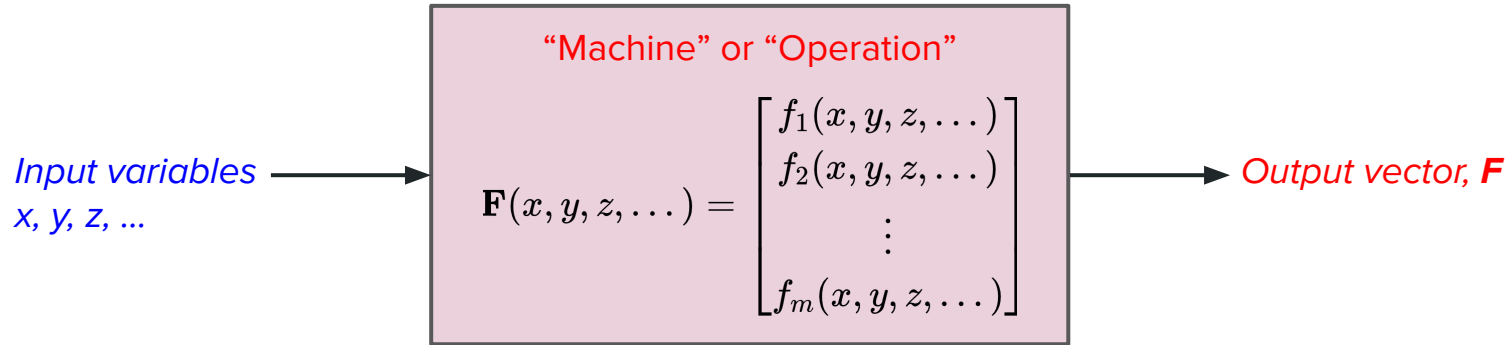 “Machine” or “Operation”
Input variables
x, y, z, ...
F(x, y, z, . . . ) =
f₁(x, y, z, . . . )
f₂(x, y, z, . . . )
⋮
fₘ(x, y, z, . . . )
Output vector, F